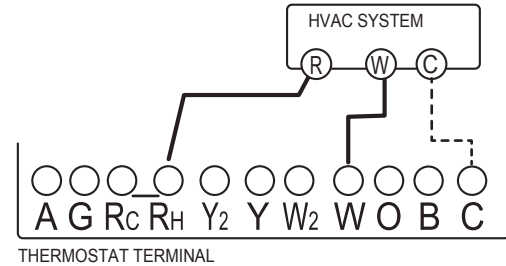 HVAC SYSTEM
R W C
A G RC RH Y2 Y W2 W O B C
THERMOSTAT TERMINAL